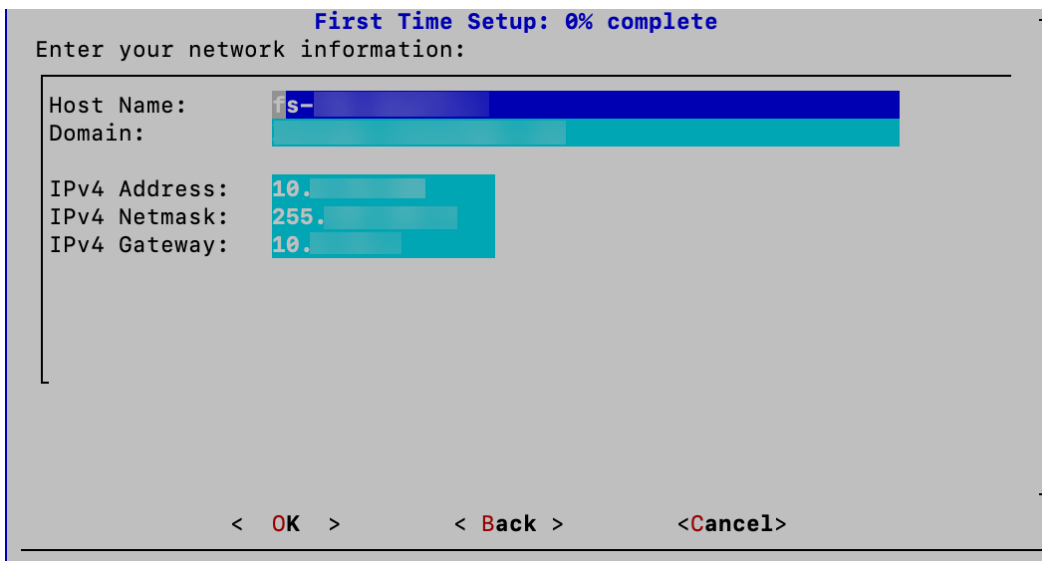 First Time Setup: 0% complete
Enter your network information:
Host Name: fs-
Domain:
IPv4 Address: 10.
IPv4 Netmask: 255.
IPv4 Gateway: 10.
< OK > < Back > <Cancel>